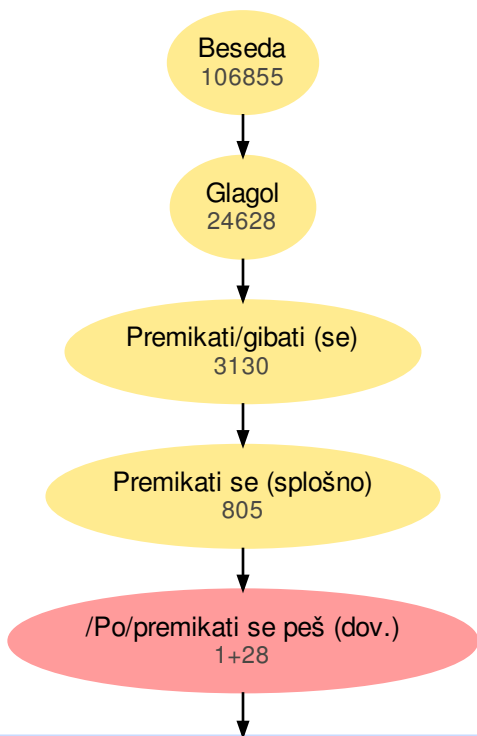 Beseda
106855
Glagol
24628
Premikati/gibati (se)
3130
Premikati se (splošno)
805
/Po/premikati se peš (dov.)
1+28